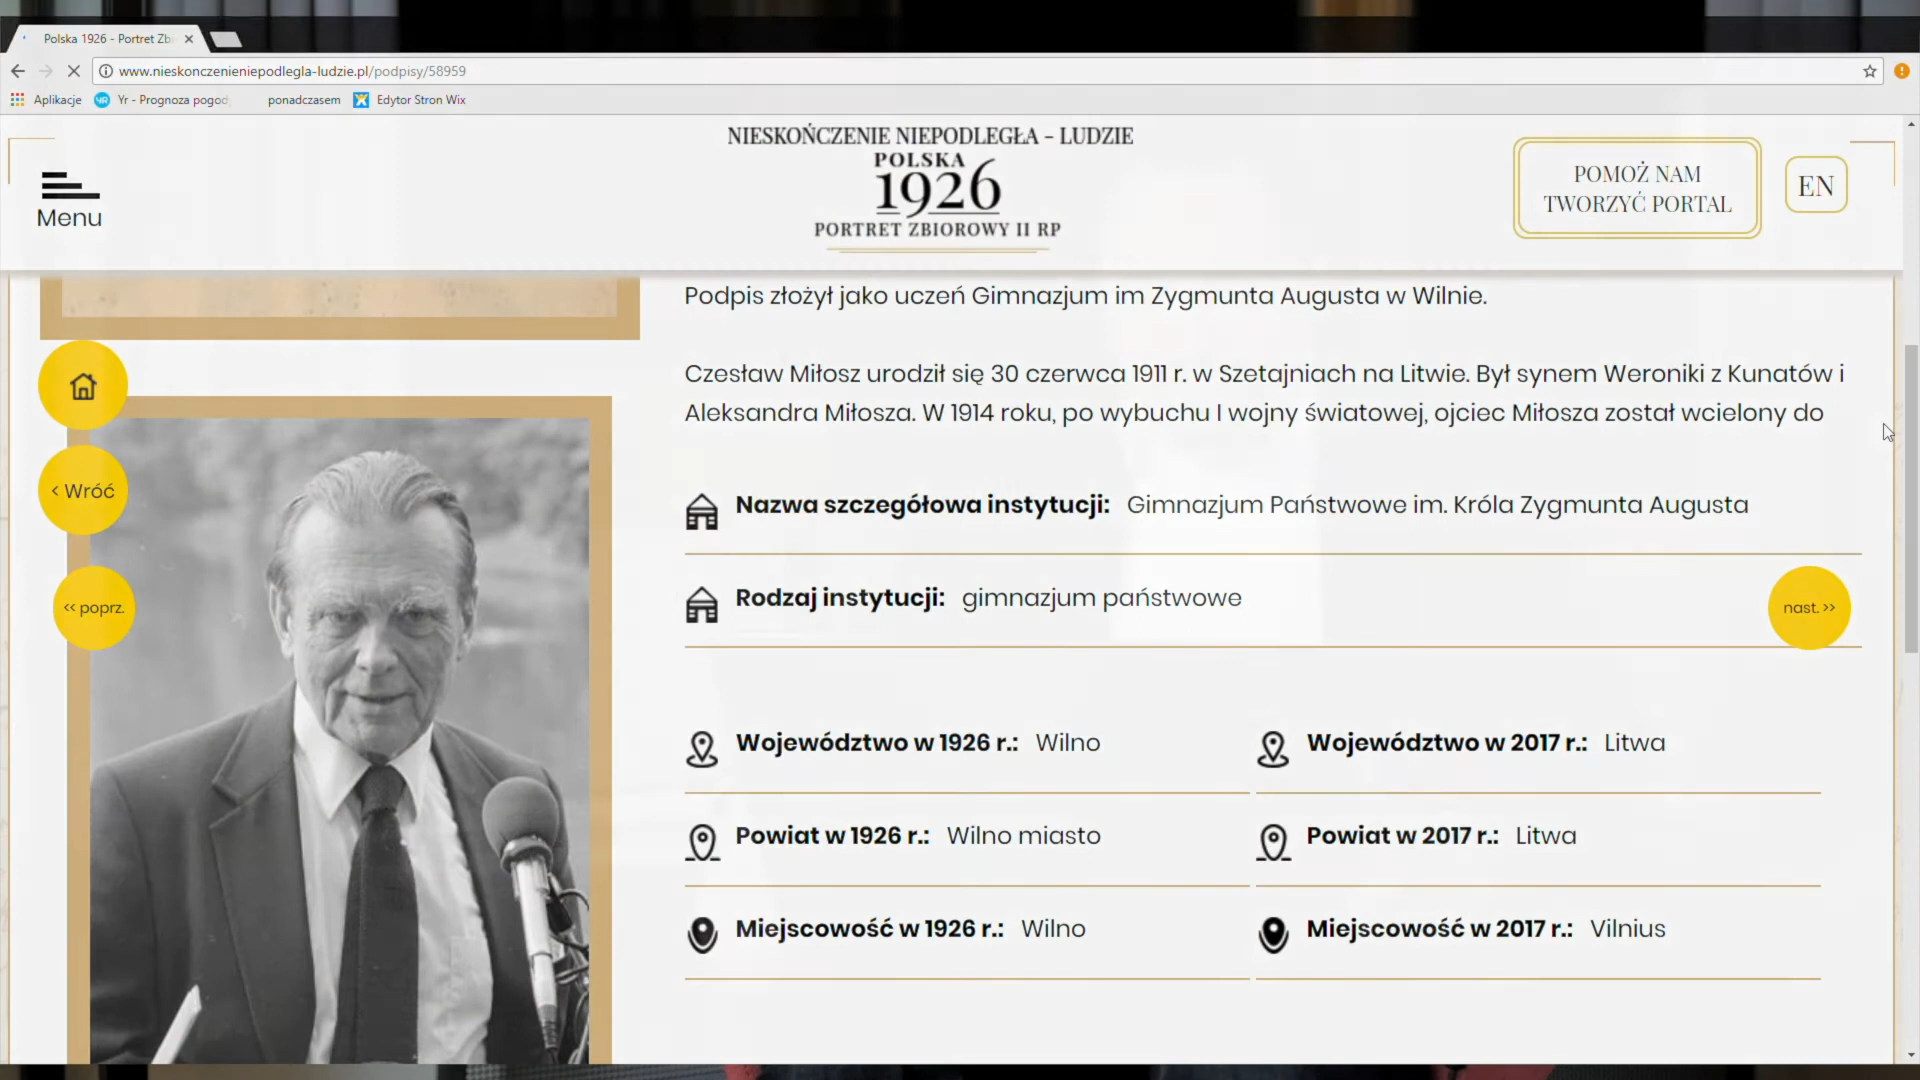 Polska 1926 - Portret Zb
www.nieskonczenieniepodlegla-ludzie.pl/podpisy/58959
Aplikacje Yr - Prognoza pogod ponadczasem Edytor Stron Wix
Menu
NIESKOŃCZENIE NIEPODLEGŁA - LUDZIE
POLSKA
1926
PORTRET ZBIOROWY II RP
POMOŻ NAM
TWORZYĆ PORTAL
EN
Podpis złożył jako uczeń Gimnazjum im Zygmunta Augusta w Wilnie.
Czesław Miłosz urodził się 30 czerwca 1911 r. w Szetajniach na Litwie. Był synem Weroniki z Kunatów i
Aleksandra Miłosza. W 1914 roku, po wybuchu I wojny światowej, ojciec Miłosza został wcielony do
< Wróć
<< poprz.
Nazwa szczegółowa instytucji: Gimnazjum Państwowe im. Króla Zygmunta Augusta
Rodzaj instytucji: gimnazjum państwowe
nast. >>
Województwo w 1926 r.: Wilno
Województwo w 2017 r.: Litwa
Powiat w 1926 r.: Wilno miasto
Powiat w 2017 r.: Litwa
Miejscowość w 1926 r.: Wilno
Miejscowość w 2017 r.: Vilnius